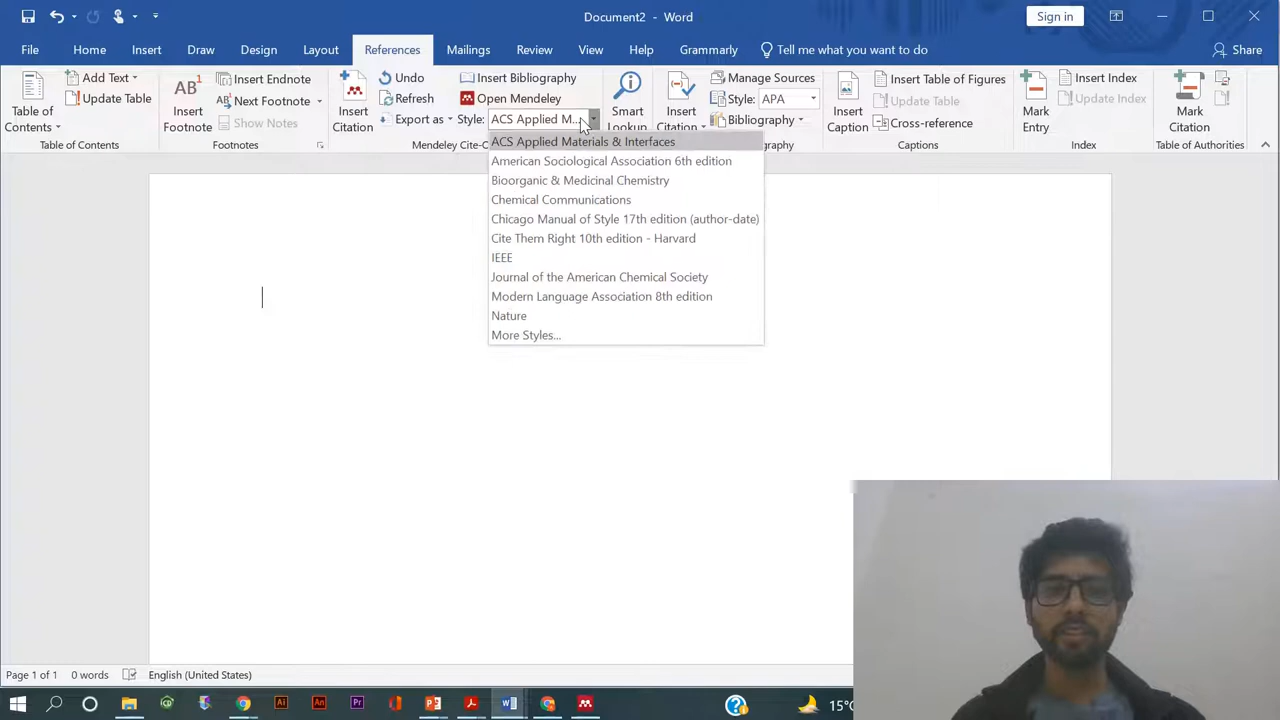 Document2 - Word
Sign in
File Home Insert Draw Design Layout References Mailings Review View Help Grammarly Tell me what you want to do Share
Table of Contents
Add Text
Update Table
Table of Contents
AB1
Insert Footnote
Insert Endnote
Next Footnote
Show Notes
Footnotes
Insert Citation
Undo
Refresh
Export as
Insert Bibliography
Open Mendeley
Style: ACS Applied M...
Mendeley Cite-O
Smart Lookup
Insert Citation
Manage Sources
Style: APA
Bibliography
graphy
Insert Caption
Insert Table of Figures
Update Table
Cross-reference
Captions
Mark Entry
Insert Index
Update Index
Index
Mark Citation
Table of Authorities
ACS Applied Materials & Interfaces
American Sociological Association 6th edition
Bioorganic & Medicinal Chemistry
Chemical Communications
Chicago Manual of Style 17th edition (author-date)
Cite Them Right 10th edition - Harvard
IEEE
Journal of the American Chemical Society
Modern Language Association 8th edition
Nature
More Styles...
Page 1 of 1 0 words English (United States)
Ai An Pr
15°C